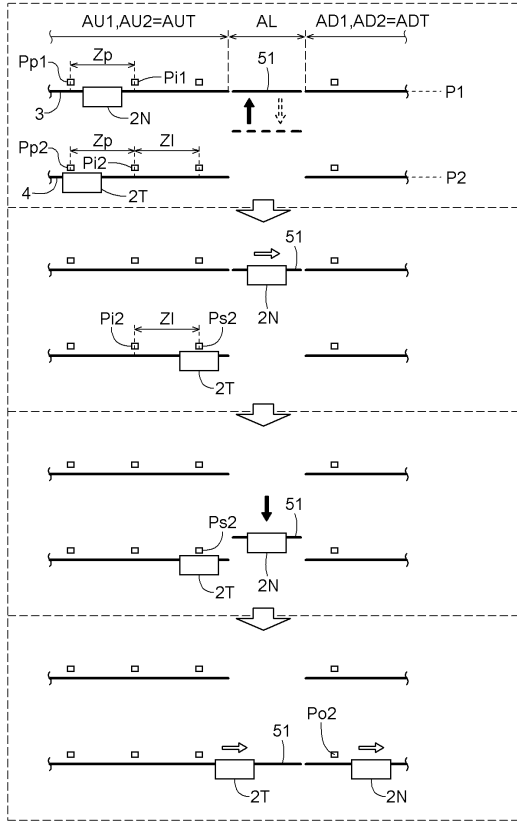 AU1,AU2=AUT AL AD1,AD2=ADT
Pp1 Zp Pi1 51
P1
3 2N
Pp2 Zp Pi2 Zl
P2
4 2T
51
2N
Pi2 Zl Ps2
2T
51
Ps2
2T 2N
Po2
51
2T 2N